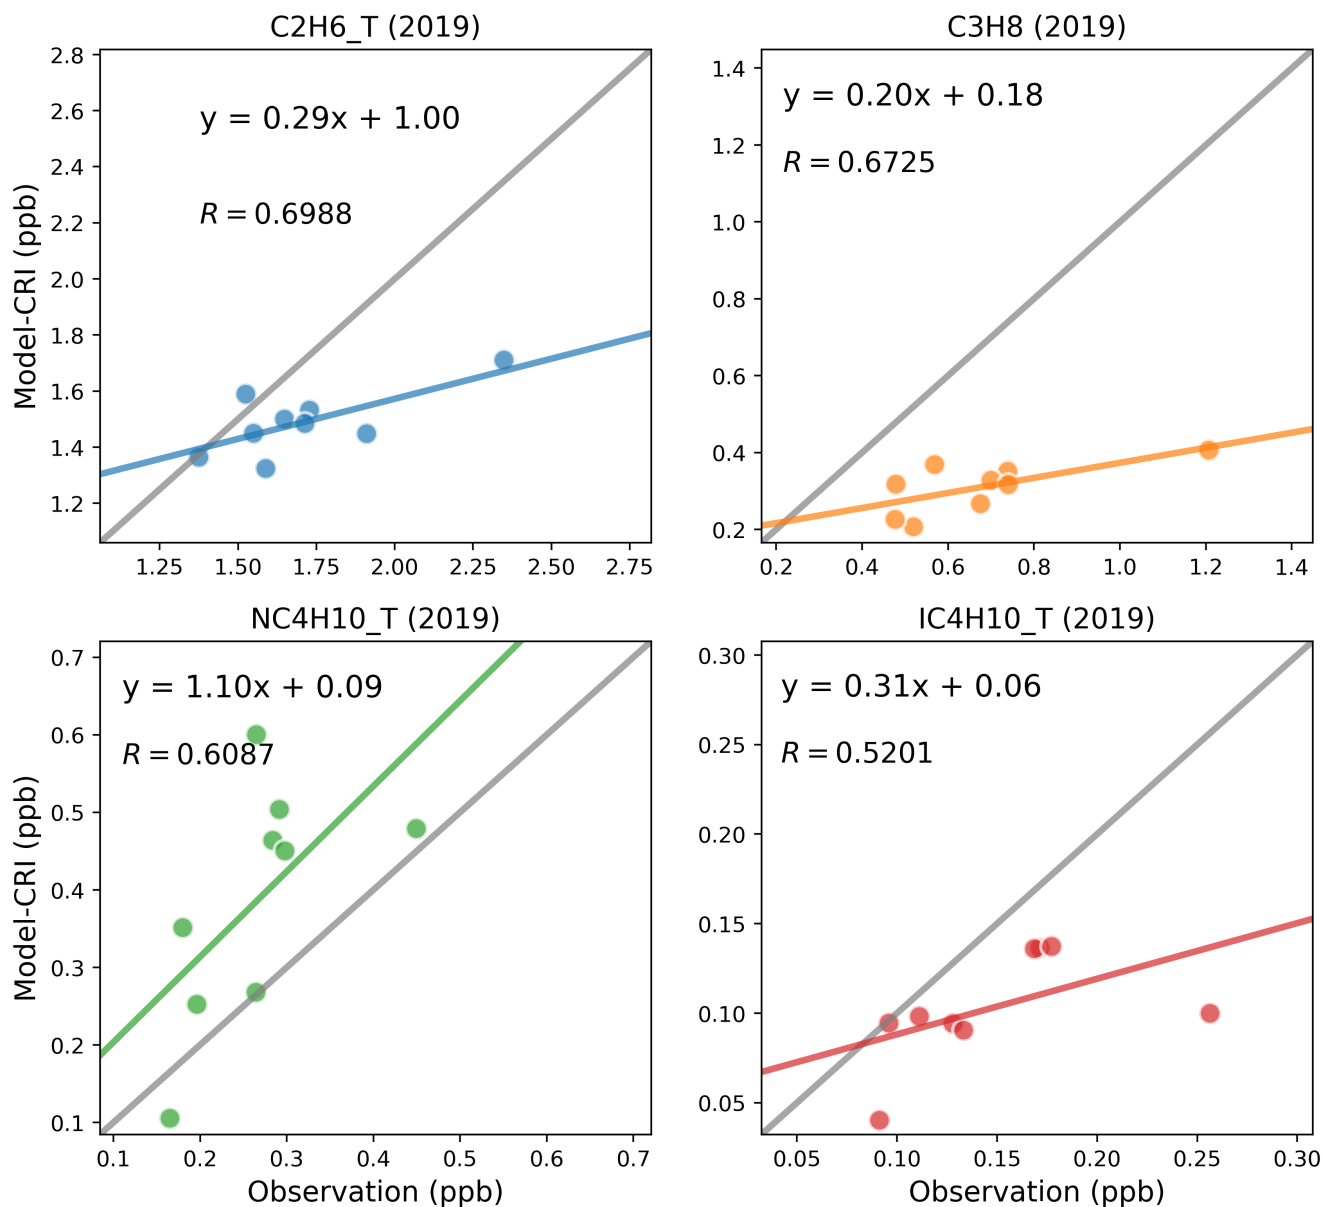 C2H6_T (2019)
y = 0.29x + 1.00
R = 0.6988
Model-CRI (ppb)
2.8
2.6
2.4
2.2
2.0
1.8
1.6
1.4
1.2
1.25 1.50 1.75 2.00 2.25 2.50 2.75
C3H8 (2019)
y = 0.20x + 0.18
R = 0.6725
1.4
1.2
1.0
0.8
0.6
0.4
0.2
0.2 0.4 0.6 0.8 1.0 1.2 1.4
NC4H10_T (2019)
y = 1.10x + 0.09
R = 0.6087
Model-CRI (ppb)
0.7
0.6
0.5
0.4
0.3
0.2
0.1
0.1 0.2 0.3 0.4 0.5 0.6 0.7
Observation (ppb)
IC4H10_T (2019)
y = 0.31x + 0.06
R = 0.5201
0.30
0.25
0.20
0.15
0.10
0.05
0.05 0.10 0.15 0.20 0.25 0.30
Observation (ppb)